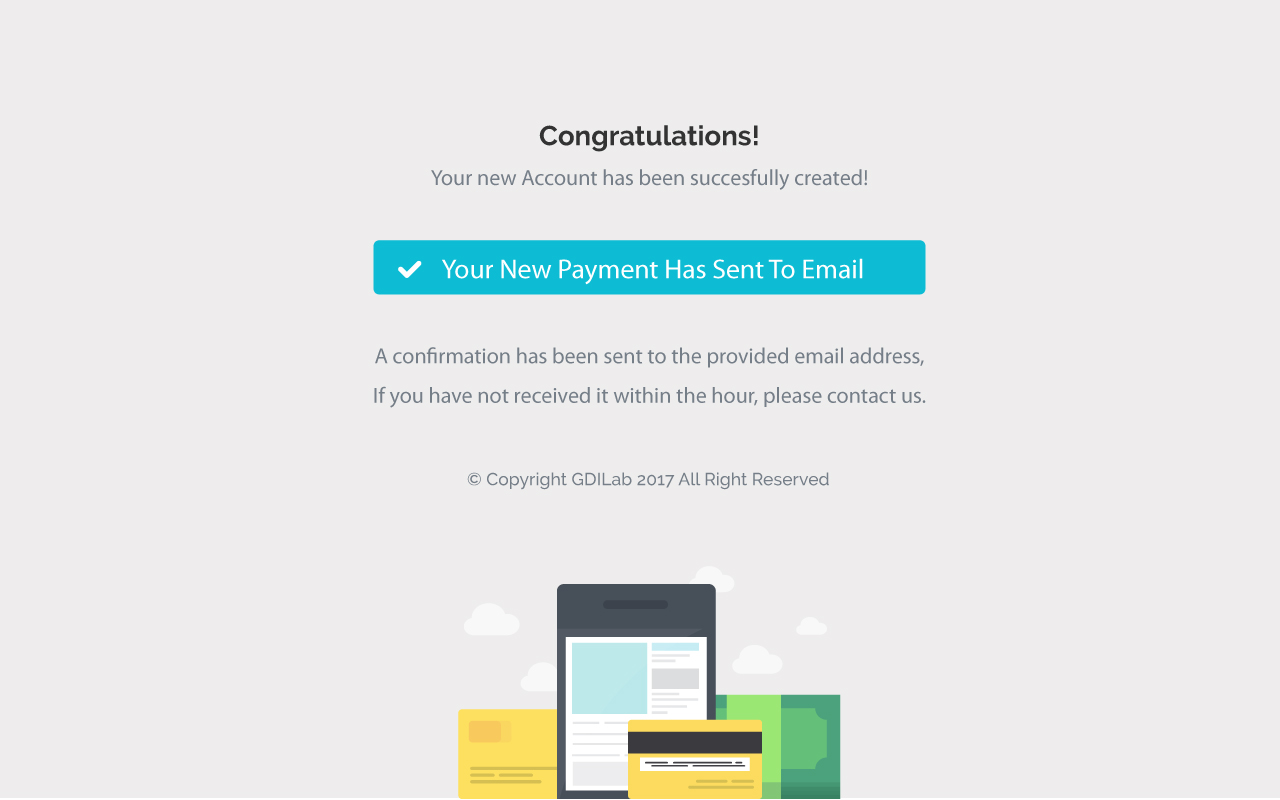 Congratulations!
Your new Account has been succesfully created!
Your New Payment Has Sent To Email
A confirmation has been sent to the provided email address,
If you have not received it within the hour, please contact us.
© Copyright GDILab 2017 All Right Reserved